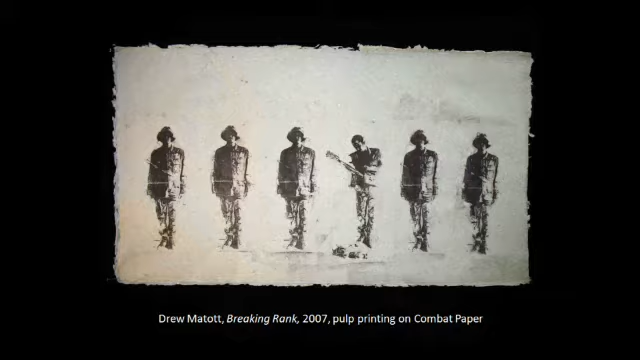 Drew Matott, Breaking Rank, 2007, pulp printing on Combat Paper